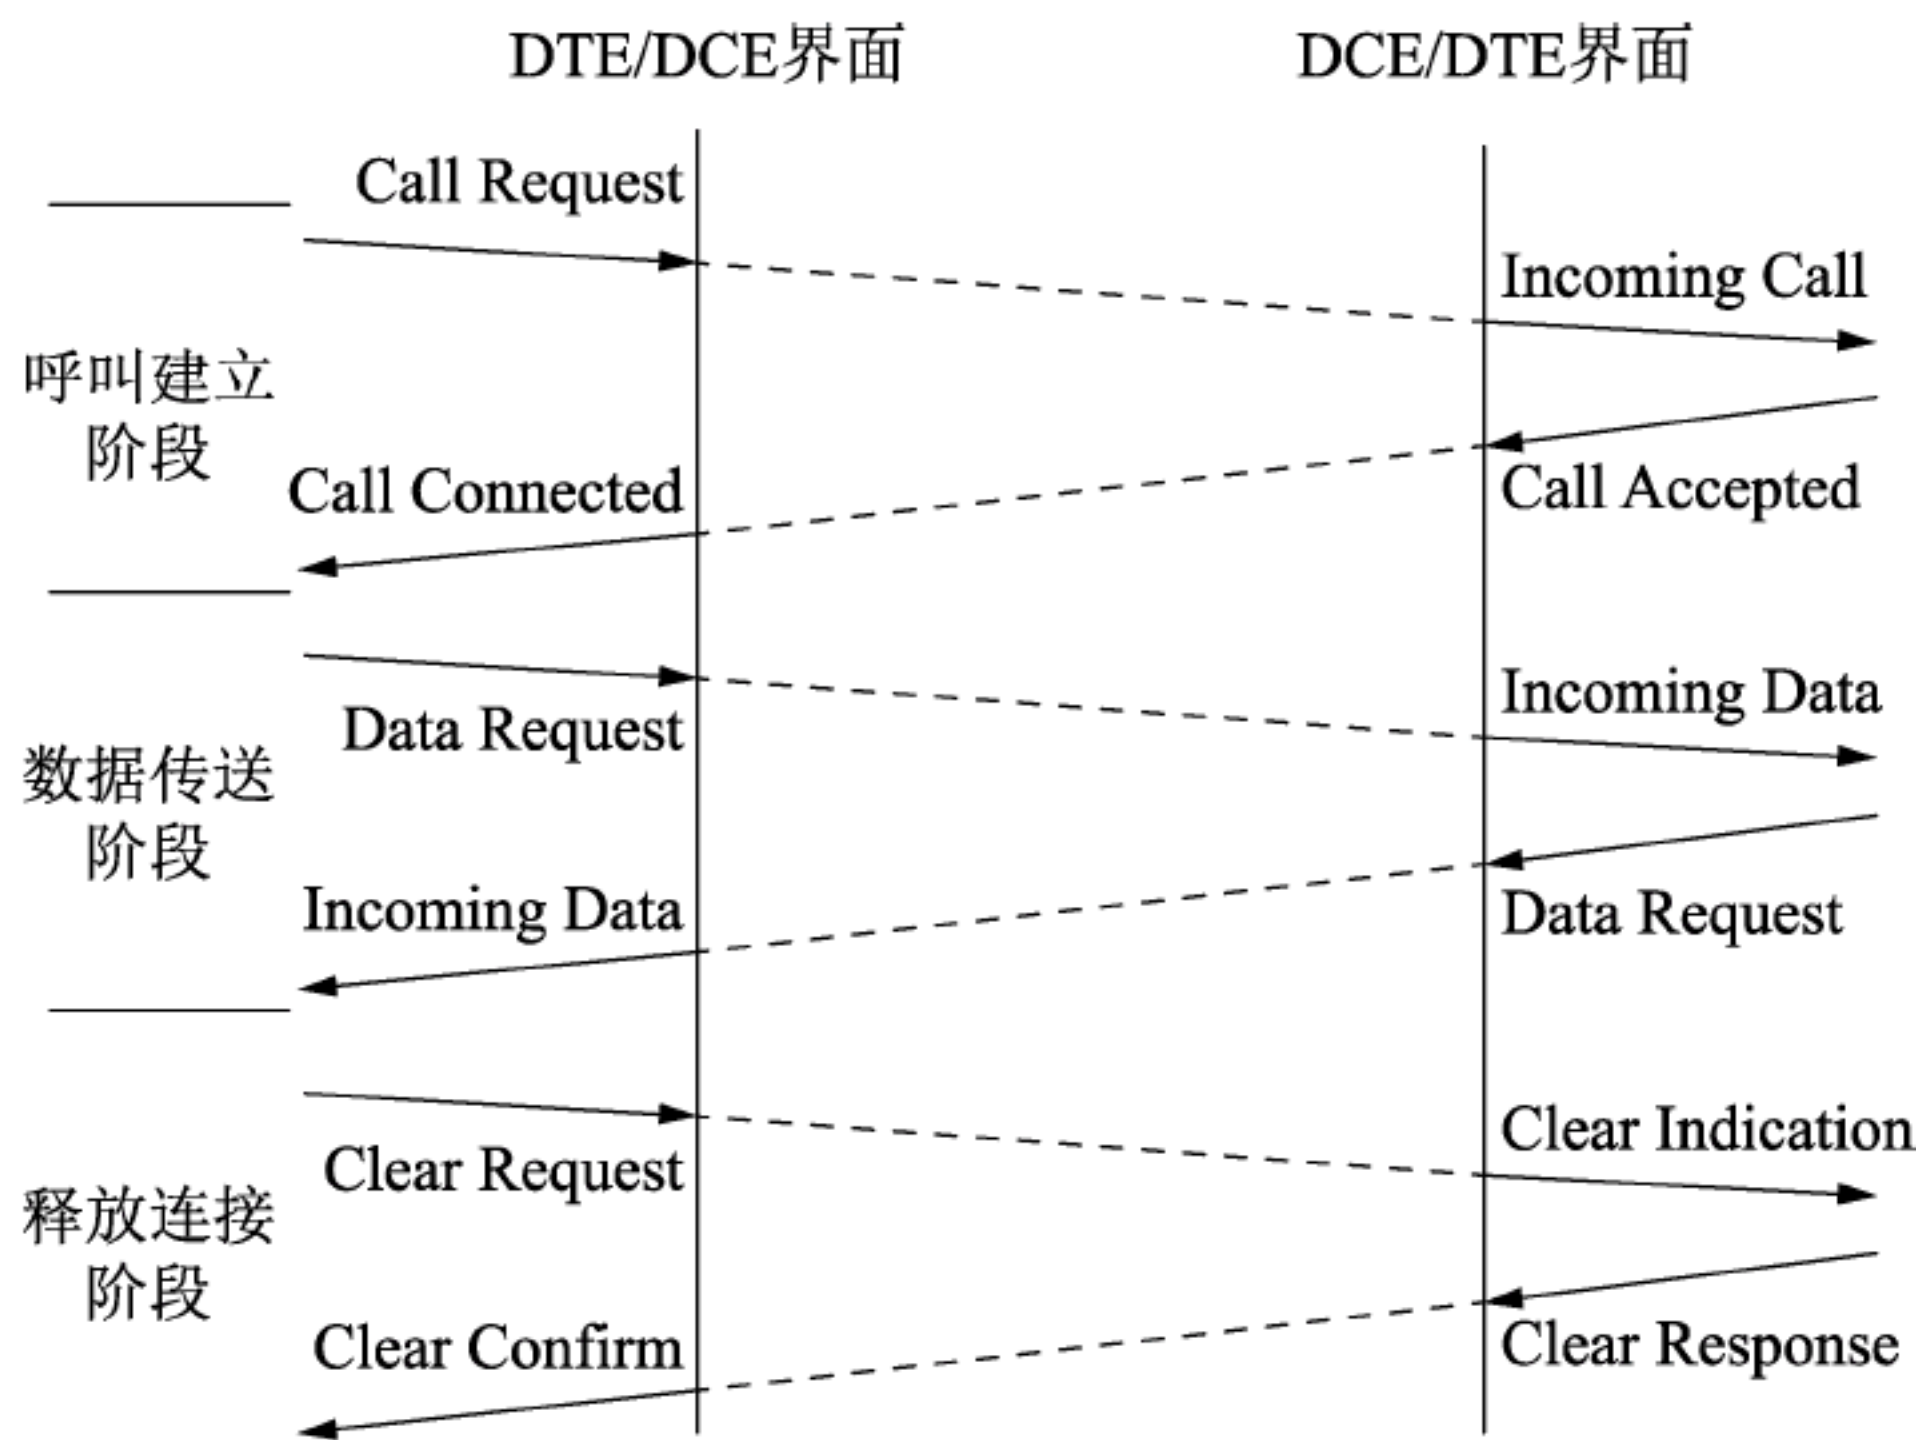 DTE/DCE界面
DCE/DTE界面
Call Request
Incoming Call
呼叫建立
阶段
Call Connected
Call Accepted
Data Request
Incoming Data
数据传送
阶段
Incoming Data
Data Request
Clear Request
Clear Indication
释放连接
阶段
Clear Confirm
Clear Response